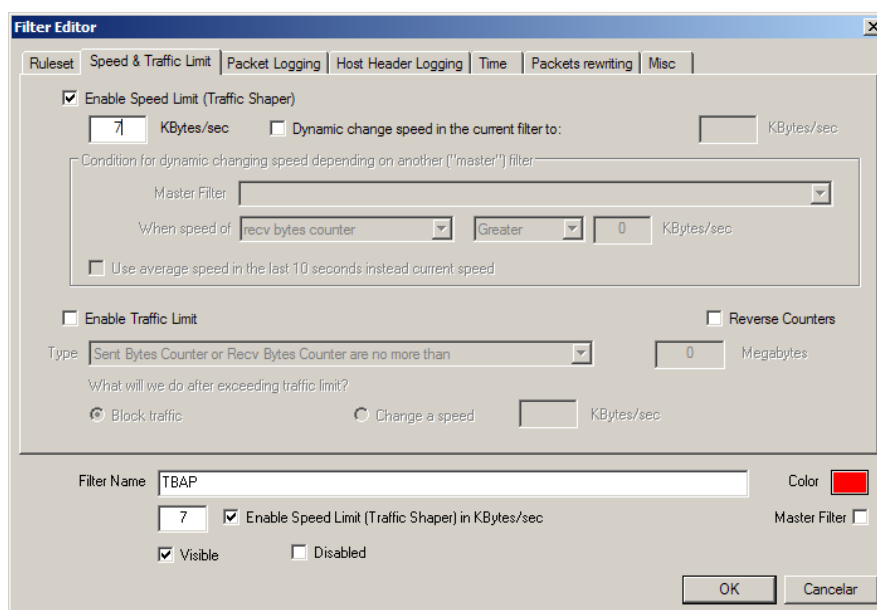 Filter Editor
Ruleset Speed & Traffic Limit Packet Logging Host Header Logging Time Packets rewriting Misc
Enable Speed Limit (Traffic Shaper)
7 KBytes/sec Dynamic change speed in the current filter to: KBytes/sec
Condition for dynamic changing speed depending on another ("master") filter
Master Filter
When speed of recv bytes counter Greater 0 KBytes/sec
Use average speed in the last 10 seconds instead current speed
Enable Traffic Limit Reverse Counters
Type Sent Bytes Counter or Recv Bytes Counter are no more than 0 Megabytes
What will we do after exceeding traffic limit?
Block traffic Change a speed KBytes/sec
Filter Name TBAP Color
7 Enable Speed Limit (Traffic Shaper) in KBytes/sec Master Filter
Visible Disabled
OK Cancelar